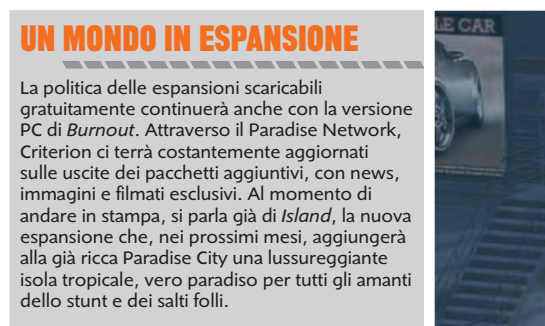 UN MONDO IN ESPANSIONE
La politica delle espansioni scaricabili
gratuitamente continuerà anche con la versione
PC di Burnout. Attraverso il Paradise Network,
Criterion ci terrà costantemente aggiornati
sulle uscite dei pacchetti aggiuntivi, con news,
immagini e filmati esclusivi. Al momento di
andare in stampa, si parla già di Island, la nuova
espansione che, nei prossimi mesi, aggiungerà
alla già ricca Paradise City una lussureggiante
isola tropicale, vero paradiso per tutti gli amanti
dello stunt e dei salti folli.
LE CAR